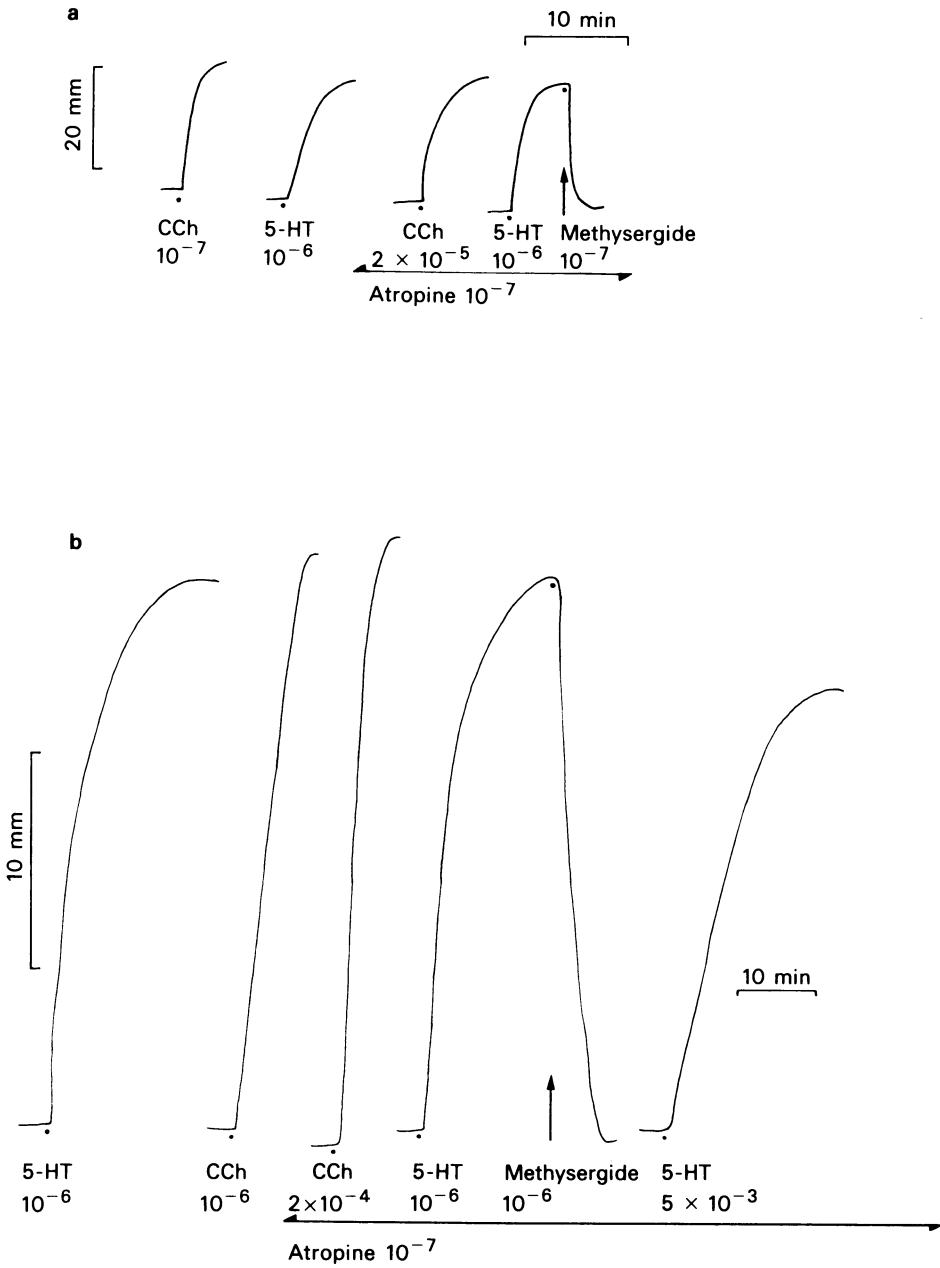 a
10 min
20 mm
CCh 5-HT CCh 5-HT Methysergide
10⁻⁷ 10⁻⁶ 2 × 10⁻⁵ 10⁻⁶ 10⁻⁷
Atropine 10⁻⁷
b
10 mm
10 min
5-HT CCh CCh 5-HT Methysergide 5-HT
10⁻⁶ 10⁻⁶ 2×10⁻⁴ 10⁻⁶ 10⁻⁶ 5 × 10⁻³
Atropine 10⁻⁷